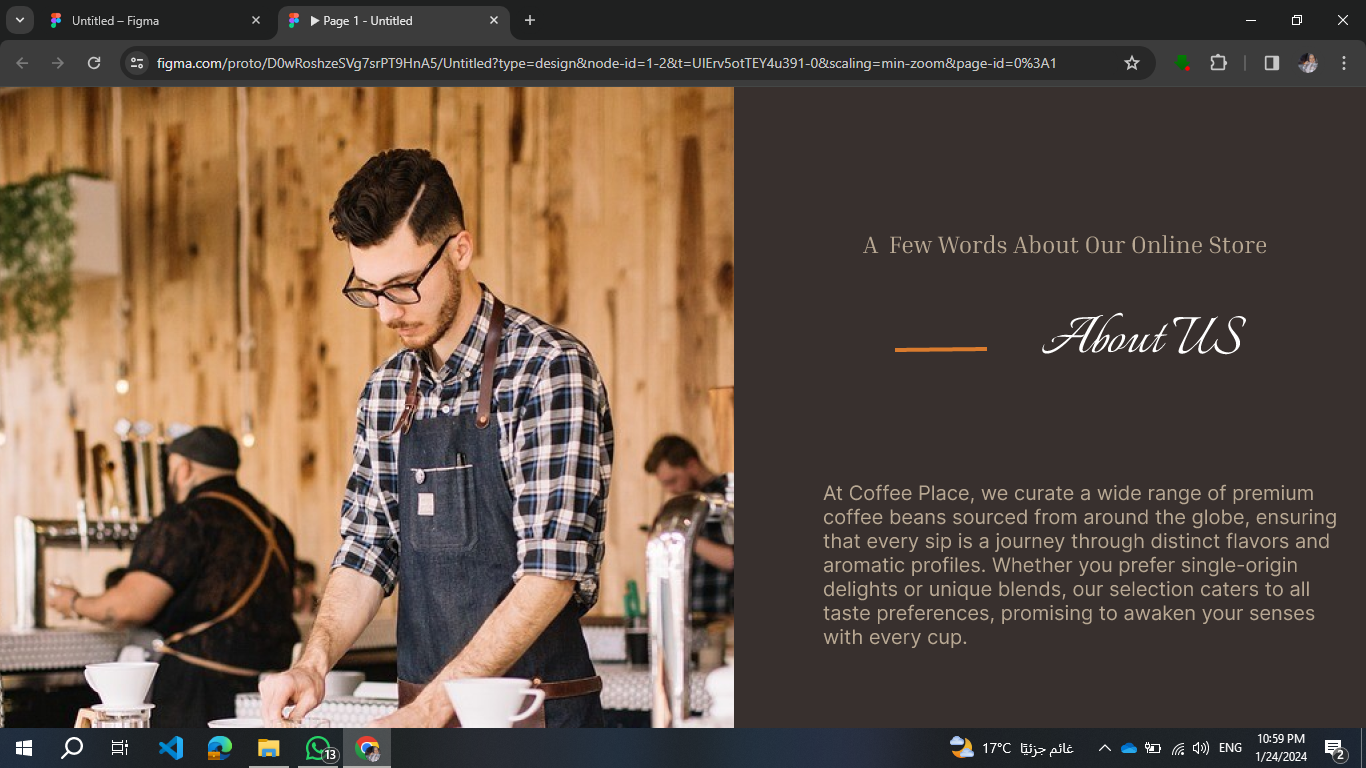 Untitled – Figma
Page 1 - Untitled
figma.com/proto/D0wRoshzeSVg7srPT9HnA5/Untitled?type=design&node-id=1-2&t=UIErv5otTEY4u391-0&scaling=min-zoom&page-id=0%3A1
A Few Words About Our Online Store
About US
At Coffee Place, we curate a wide range of premium
coffee beans sourced from around the globe, ensuring
that every sip is a journey through distinct flavors and
aromatic profiles. Whether you prefer single-origin
delights or unique blends, our selection caters to all
taste preferences, promising to awaken your senses
with every cup.
13
17°C غائم جزئيًا
ENG
10:59 PM
1/24/2024
2